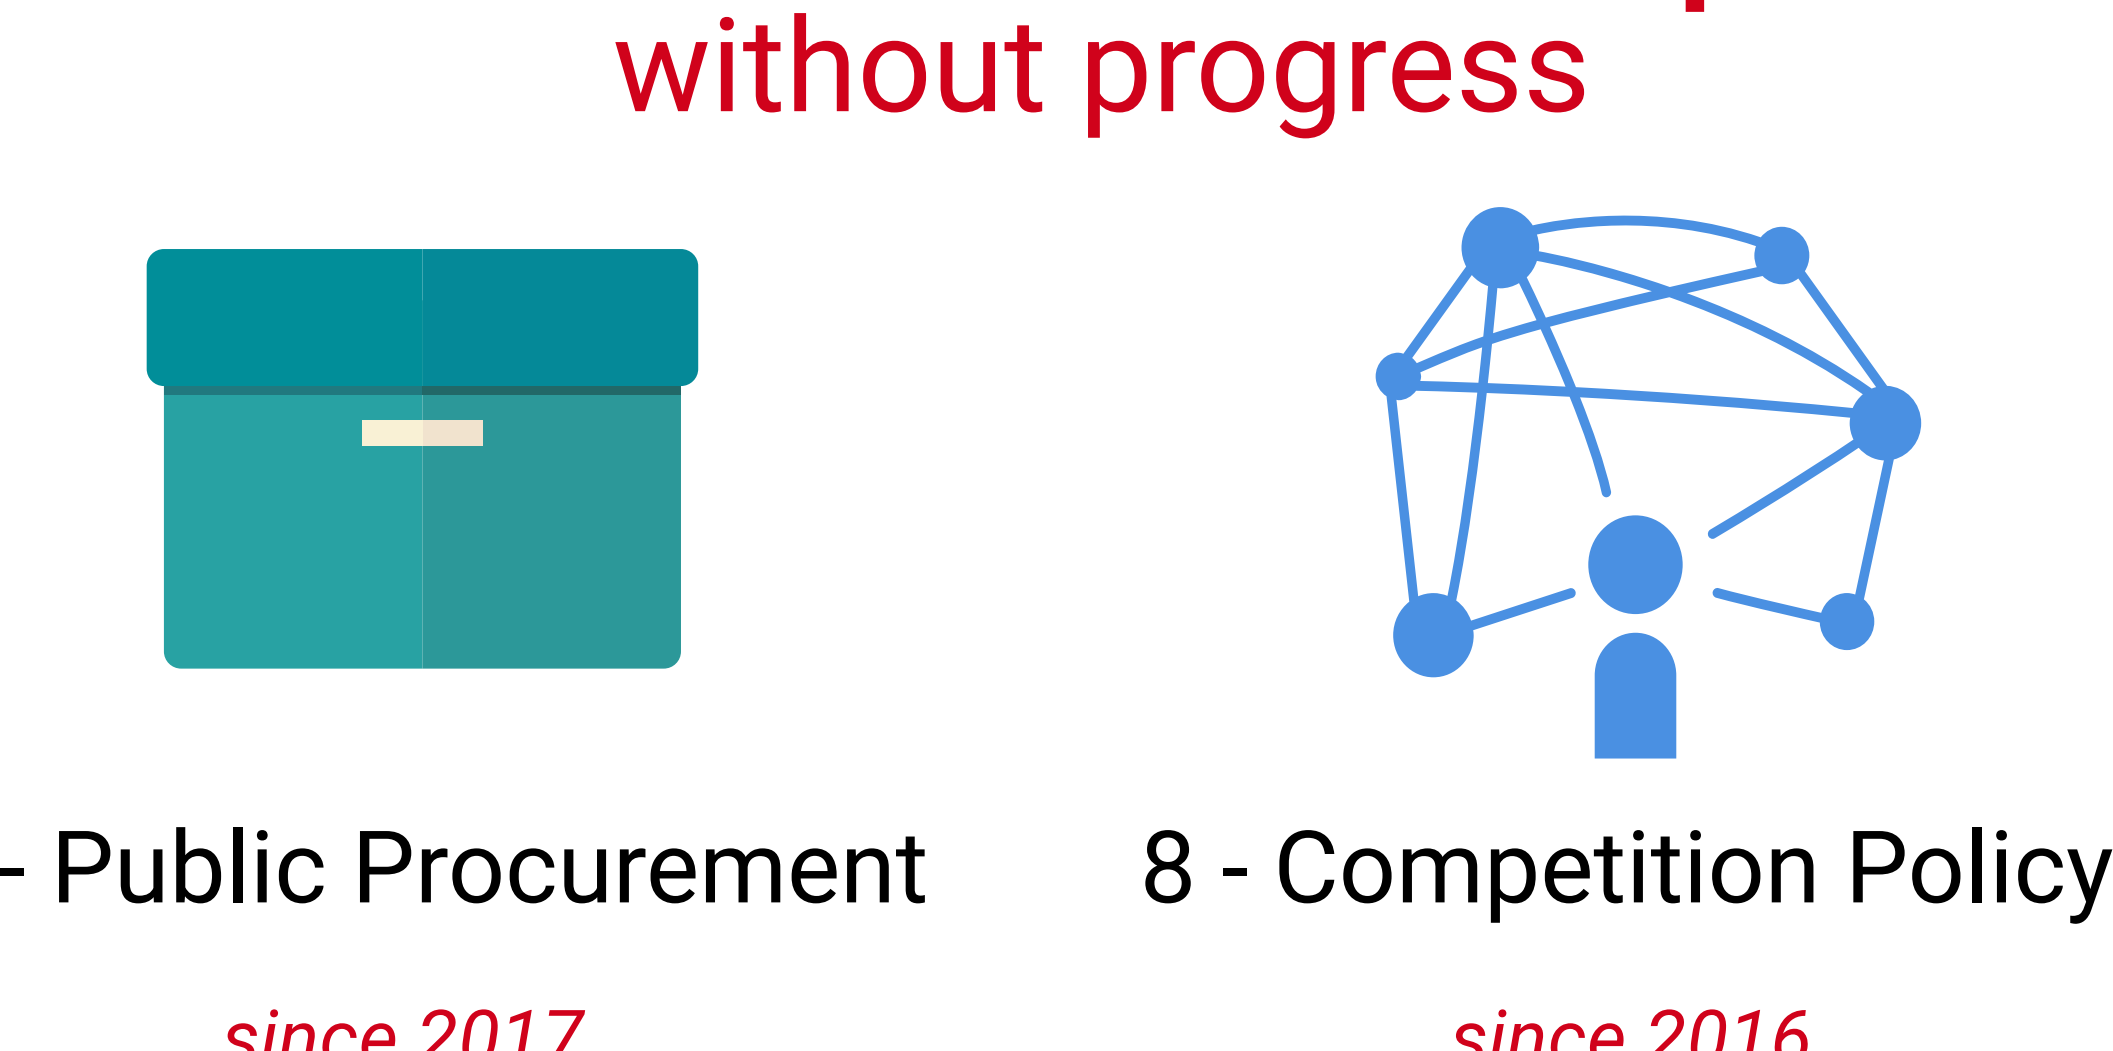 without progress
- Public Procurement
8 - Competition Policy
since 2017
since 2016